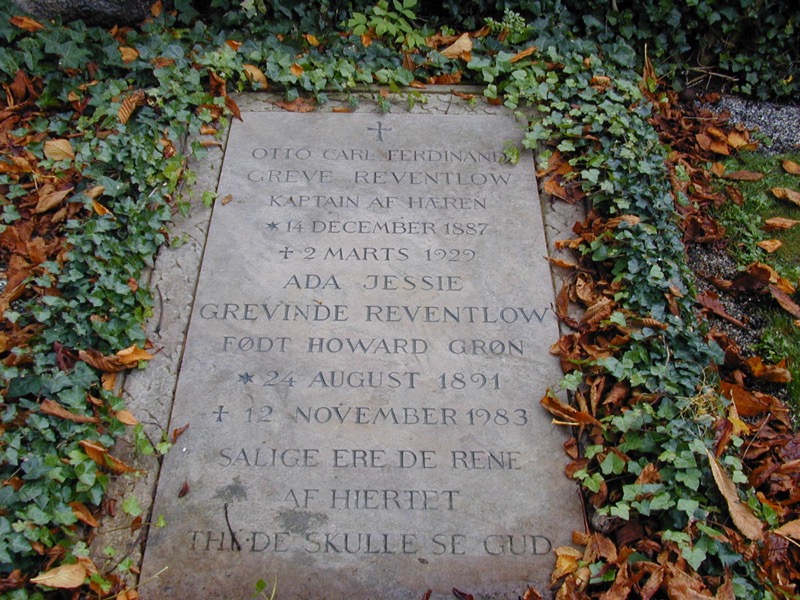 OTTO CARL FERDINAND
GREVE REVENTLOW
KAPTAIN AF HÆREN
* 14 DECEMBER 1887
† 2 MARTS 1929
ADA JESSIE
GREVINDE REVENTLOW
FØDT HOWARD GRØN
* 24 AUGUST 1891
† 12 NOVEMBER 1983
SALIGE ERE DE RENE
AF HIERTET
THI DE SKULLE SE GUD